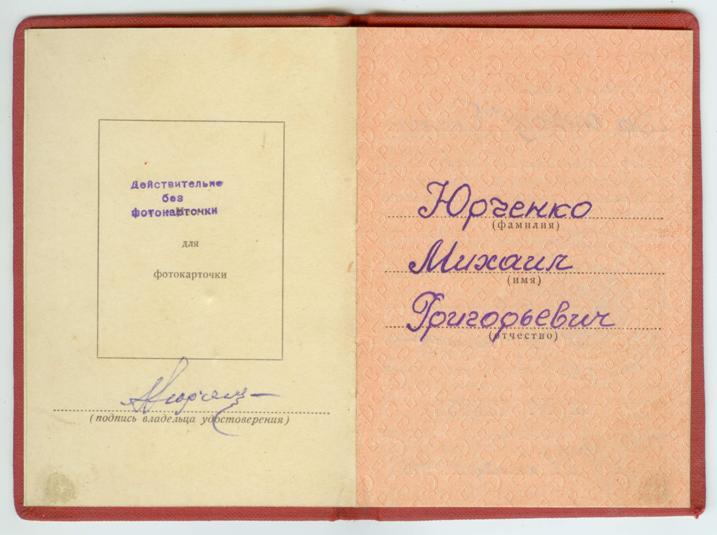 Действительно
без
фотокарточки
для
фотокарточки
(подпись владельца удостоверения)
Юрченко
(фамилия)
Михаил
(имя)
Григорьевич
(отчество)